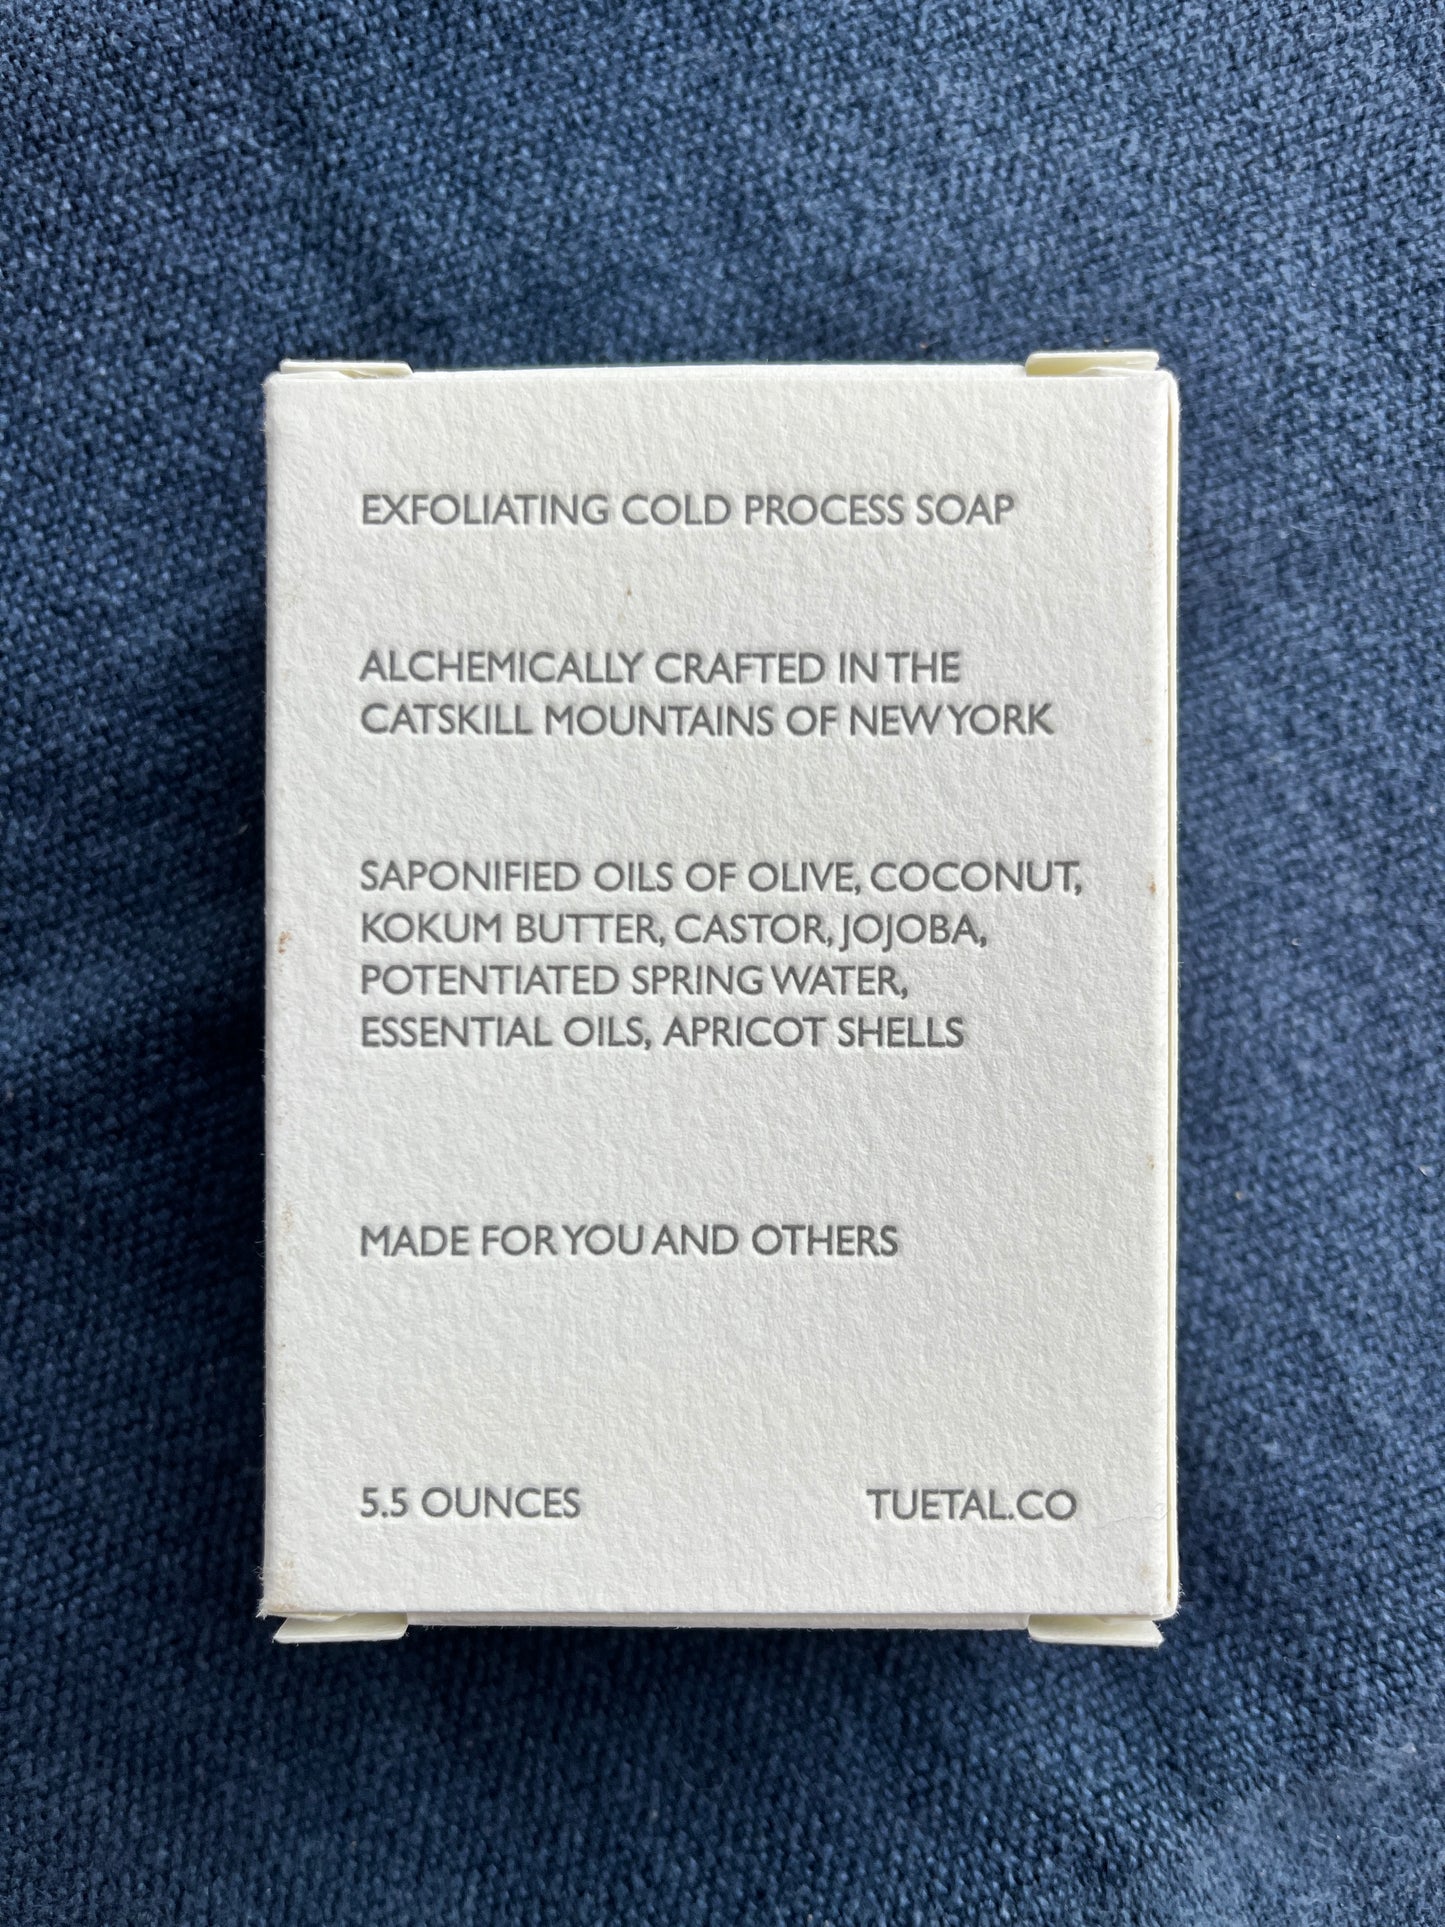 EXFOLIATING COLD PROCESS SOAP
ALCHEMICALLY CRAFTED IN THE
CATSKILL MOUNTAINS OF NEW YORK
SAPONIFIED OILS OF OLIVE, COCONUT,
KOKUM BUTTER, CASTOR, JOJOBA,
POTENTIATED SPRING WATER,
ESSENTIAL OILS, APRICOT SHELLS
MADE FOR YOU AND OTHERS
5.5 OUNCES
TUETAL.CO